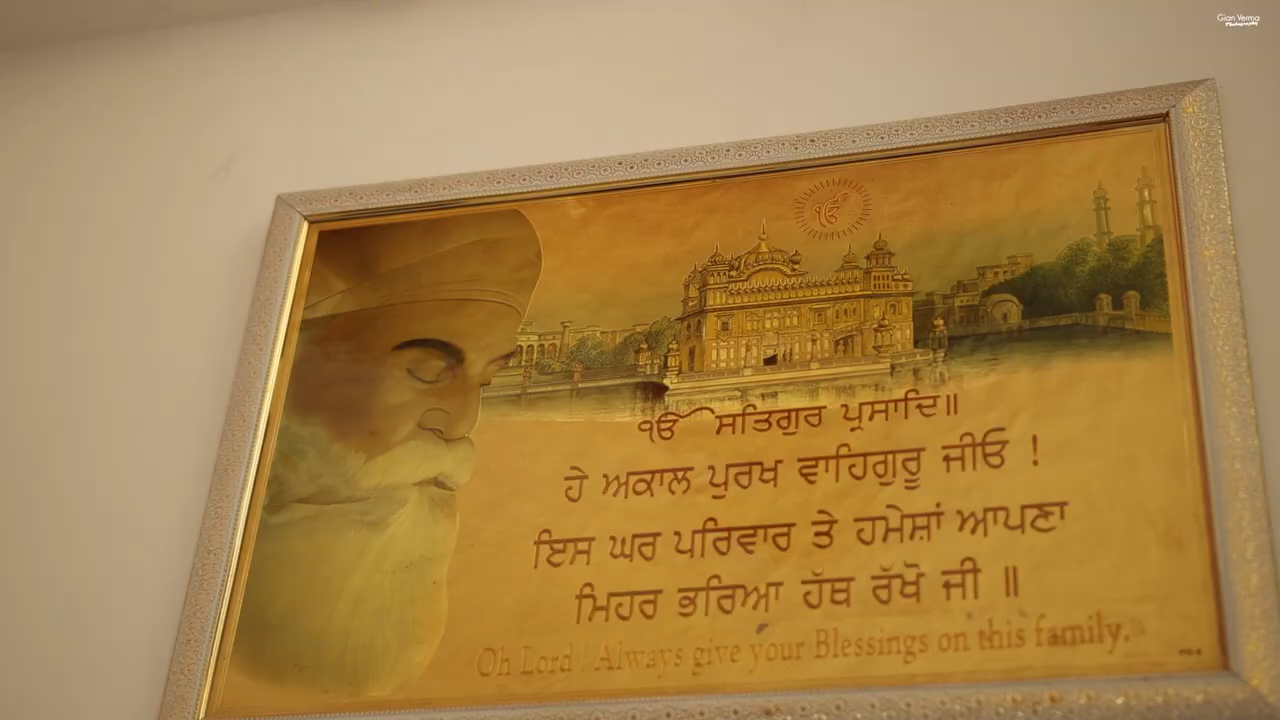 Gian Verma
Photography
ੴ
ੴ ਸਤਿਗੁਰ ਪ੍ਰਸਾਦਿ॥
ਹੇ ਅਕਾਲ ਪੁਰਖ ਵਾਹਿਗੁਰੂ ਜੀਓ !
ਇਸ ਘਰ ਪਰਿਵਾਰ ਤੇ ਹਮੇਸ਼ਾਂ ਆਪਣਾ
ਮਿਹਰ ਭਰਿਆ ਹੱਥ ਰੱਖੋ ਜੀ ॥
Oh Lord ! Always give your Blessings on this family.